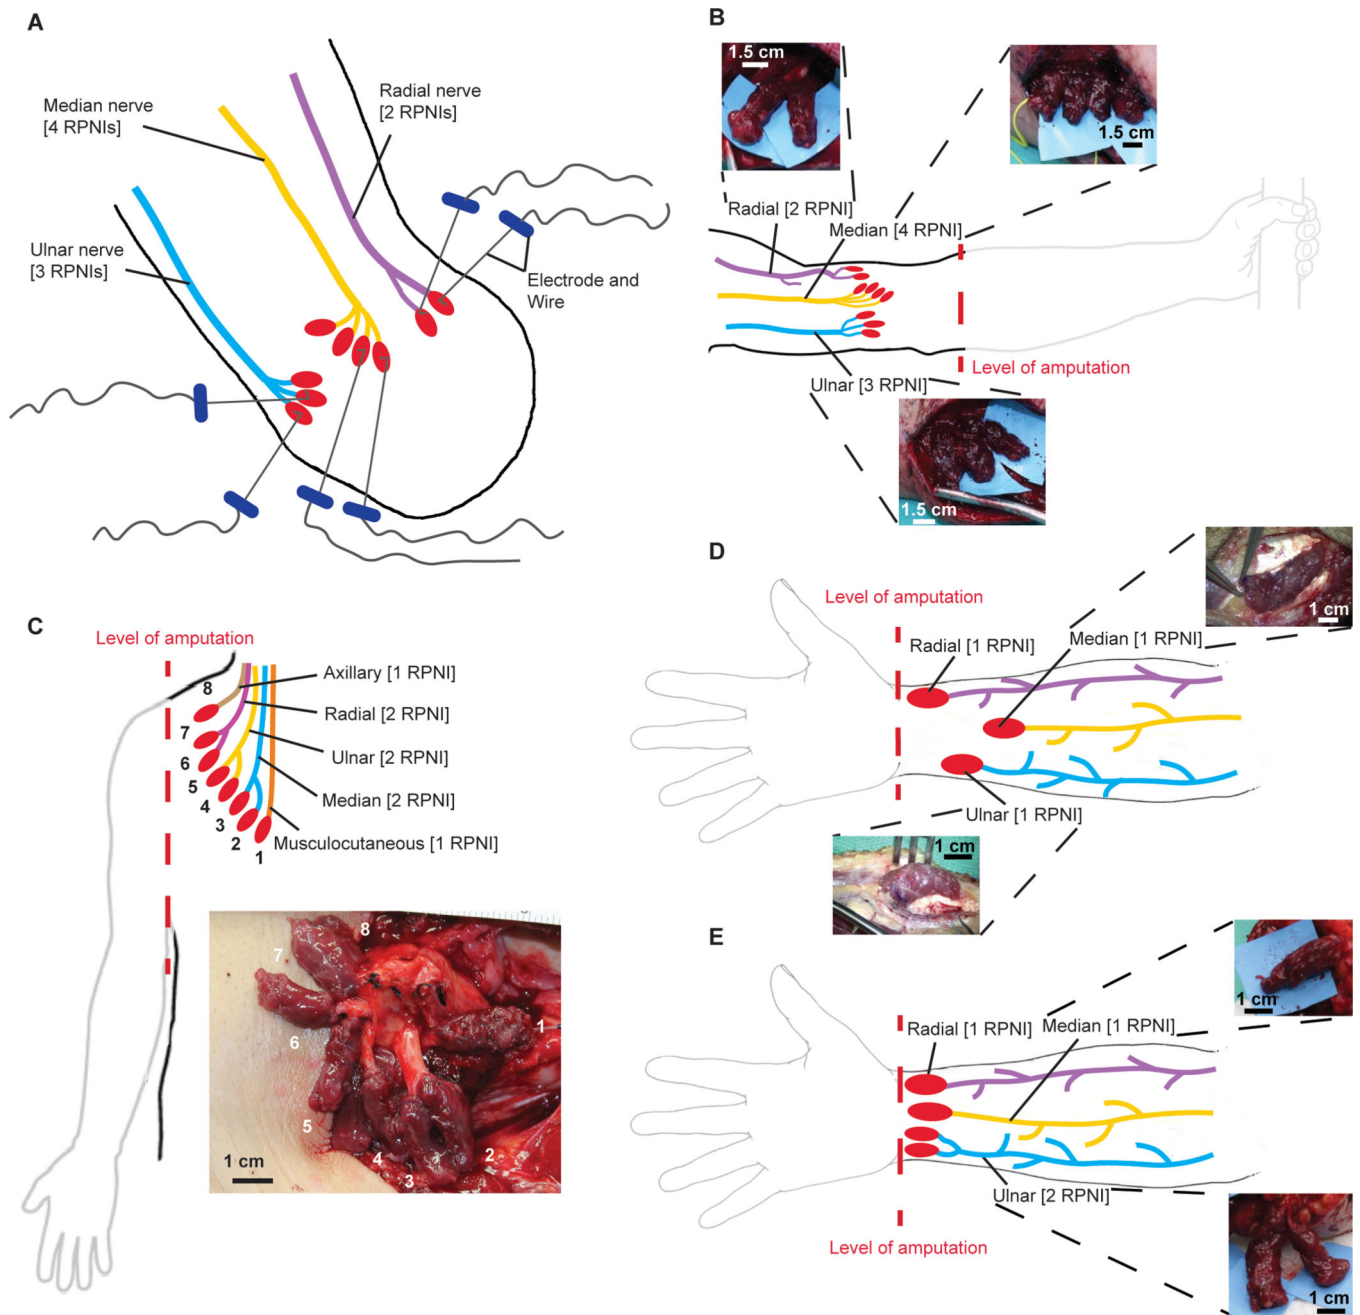 A
Median nerve
[4 RPNIs]
Radial nerve
[2 RPNIs]
Ulnar nerve
[3 RPNIs]
Electrode and
Wire
B
1.5 cm
1.5 cm
Radial [2 RPNI]
Median [4 RPNI]
Level of amputation
Ulnar [3 RPNI]
1.5 cm
C
Level of amputation
8
7
6
5
4
3
2
1
Axillary [1 RPNI]
Radial [2 RPNI]
Ulnar [2 RPNI]
Median [2 RPNI]
Musculocutaneous [1 RPNI]
8
7
1
6
5
2
4
3
1 cm
D
Level of amputation
1 cm
Radial [1 RPNI]
Median [1 RPNI]
Ulnar [1 RPNI]
1 cm
E
1 cm
Radial [1 RPNI]
Median [1 RPNI]
Ulnar [2 RPNI]
Level of amputation
1 cm